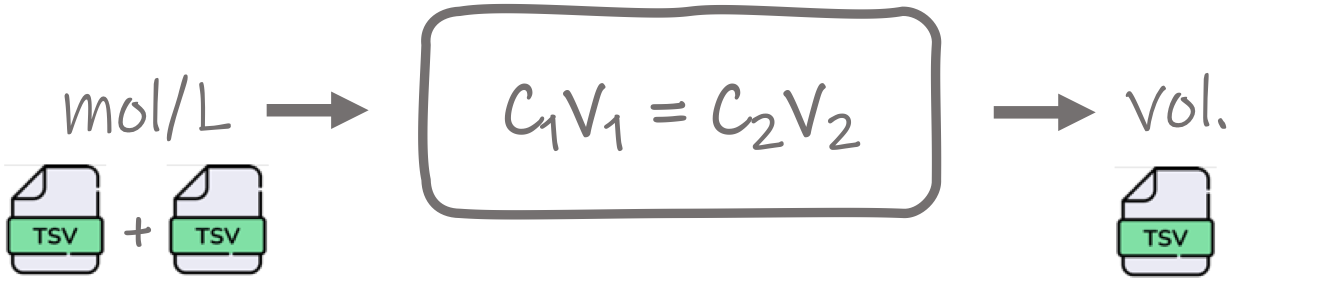 mol/L
C₁V₁ = C₂V₂
vol.
TSV + TSV
TSV